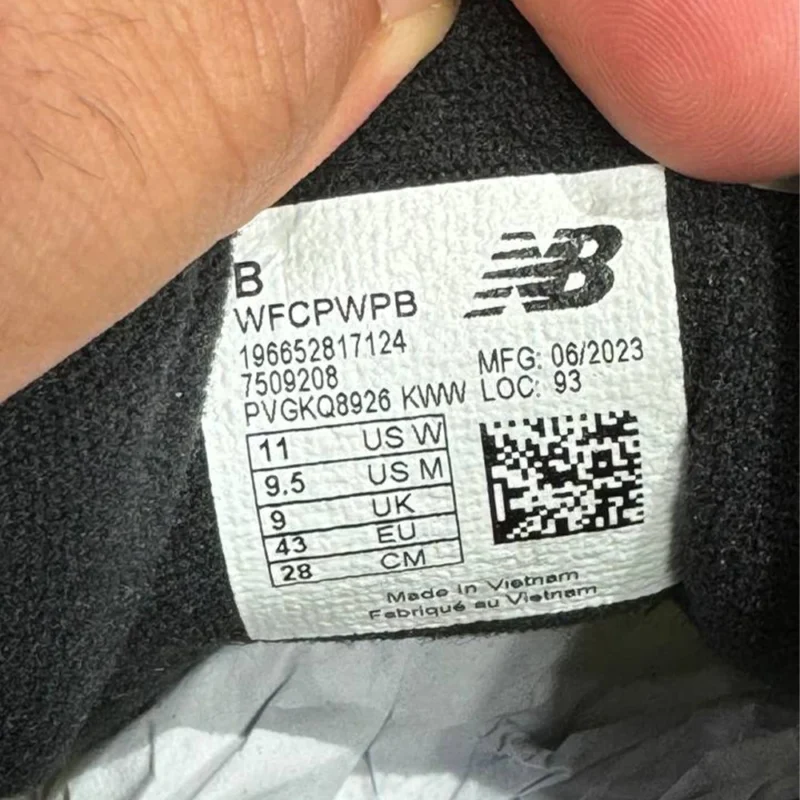 NB
B
WFCPWPB
196652817124
7509208
PVGKQ8926 KWW
MFG: 06/2023
LOC: 93
11 US W
9.5 US M
9 UK
43 EU
28 CM
Made in Vietnam
Fabriqué au Vietnam